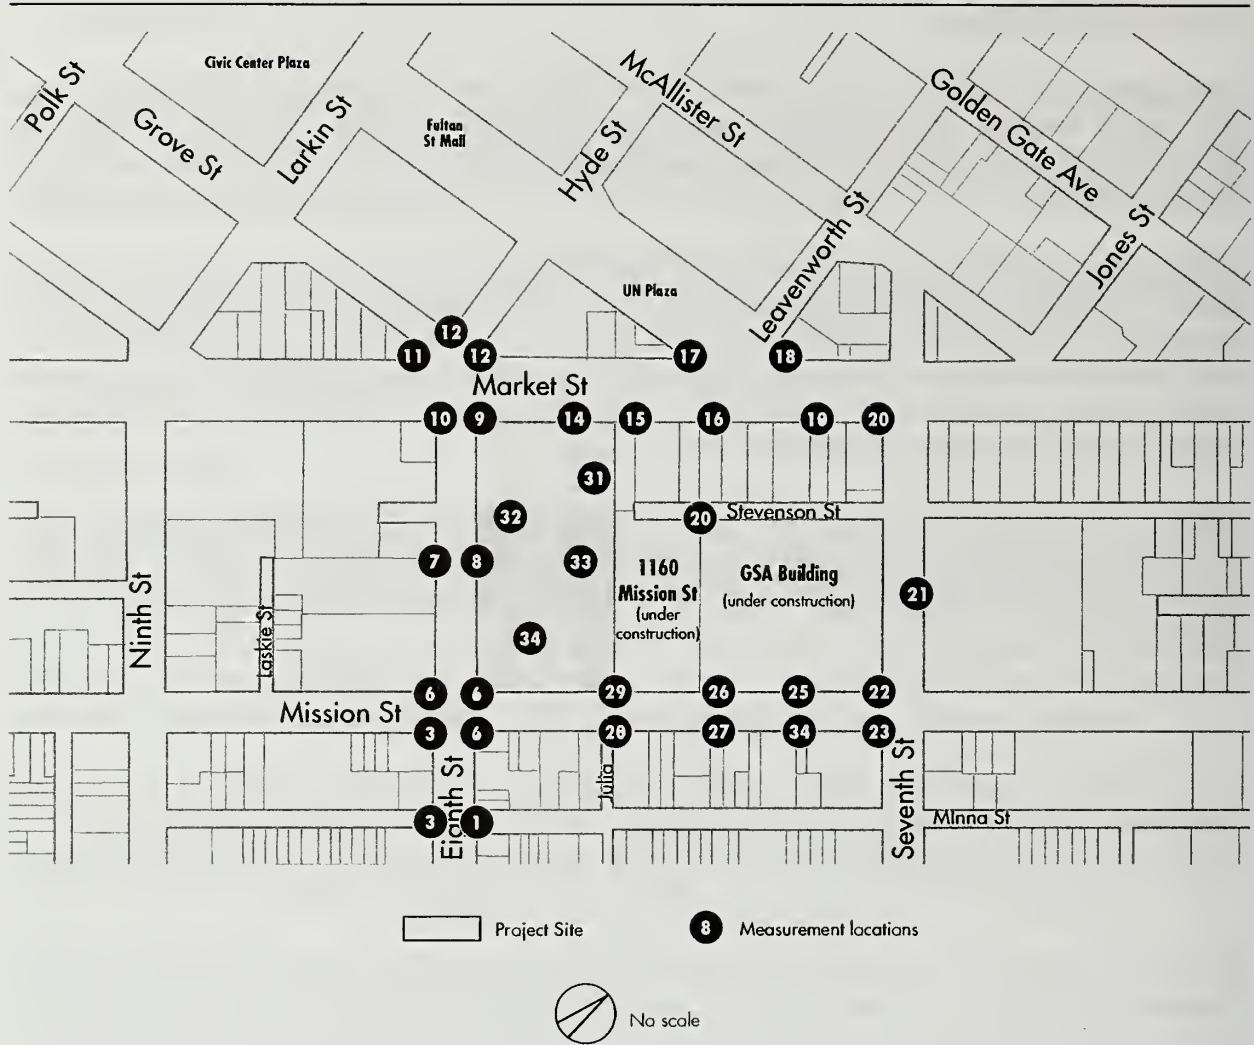 Civic Center Plaza
Polk St
Grove St
Larkin St
Fultan
St Mall
Hyde St
McAllister St
Golden Gate Ave
Leavenworth St
Jones St
UN Plaza
12
11
12
17
18
Market St
10
9
14
15
16
19
20
31
32
20
Stevenson St
7
8
33
1160
Mission St
(under
construction)
GSA Building
(under construction)
21
Ninth St
Laskie St
34
6
6
29
26
25
22
Mission St
3
6
28
27
34
23
Eighth St
Julia
Seventh St
3
1
MInna St
Project Site
8
Measurement lacations
Na scale